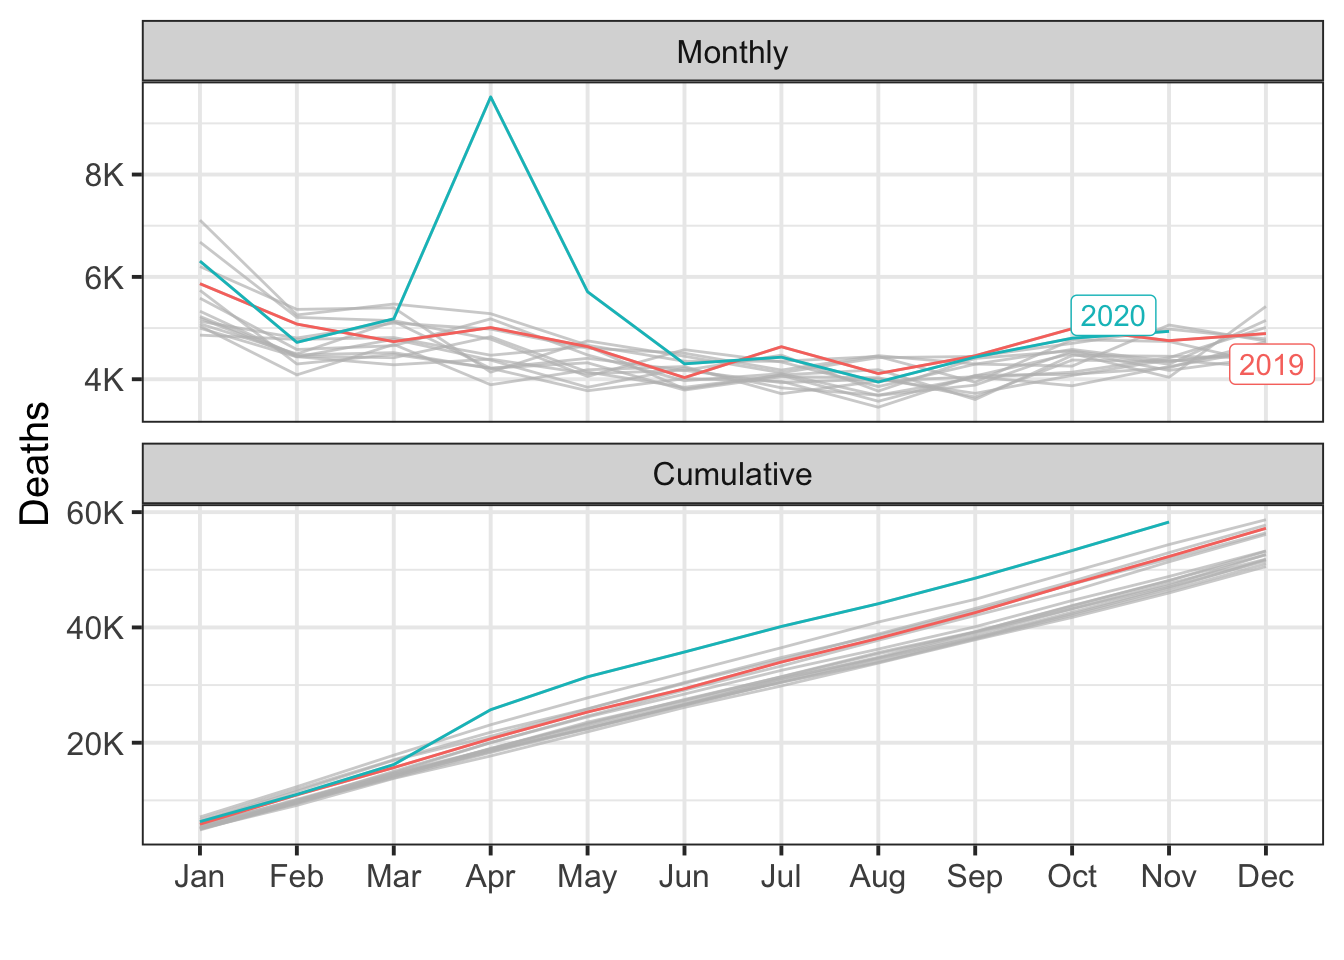 Monthly
8K
6K
4K
2020
2019
Deaths
Cumulative
60K
40K
20K
Jan Feb Mar Apr May Jun Jul Aug Sep Oct Nov Dec